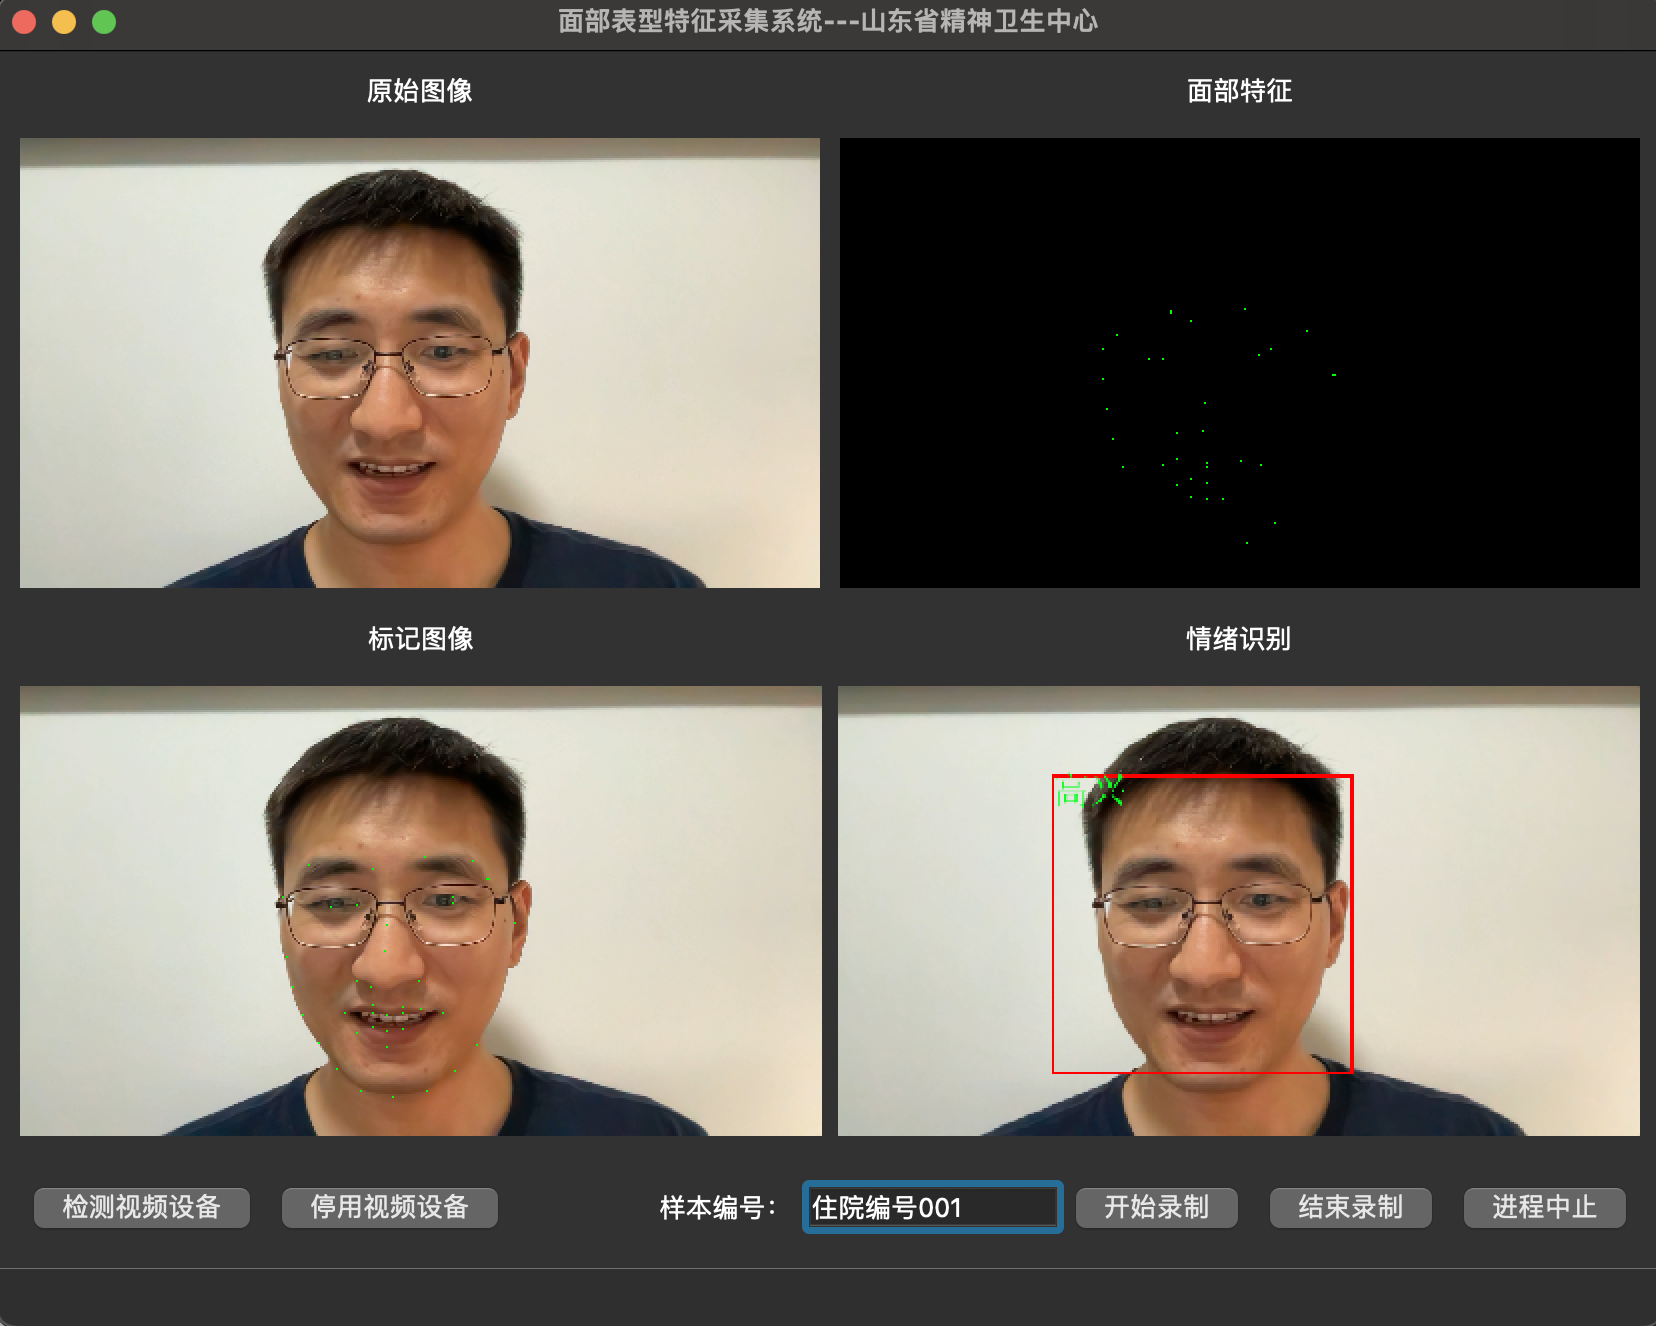 面部表型特征采集系统---山东省精神卫生中心
原始图像
面部特征
标记图像
情绪识别
高兴
检测视频设备
停用视频设备
样本编号：
住院编号001
开始录制
结束录制
进程中止